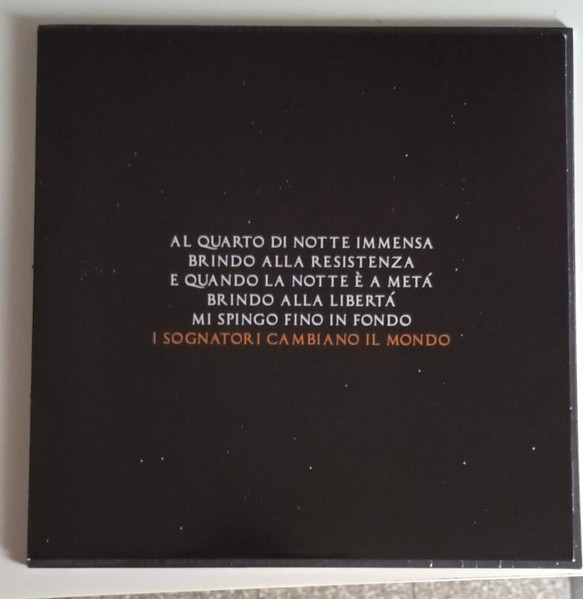 AL QUARTO DI NOTTE IMMENSA
BRINDO ALLA RESISTENZA
E QUANDO LA NOTTE È A METÁ
BRINDO ALLA LIBERTÁ
MI SPINGO FINO IN FONDO
I SOGNATORI CAMBIANO IL MONDO